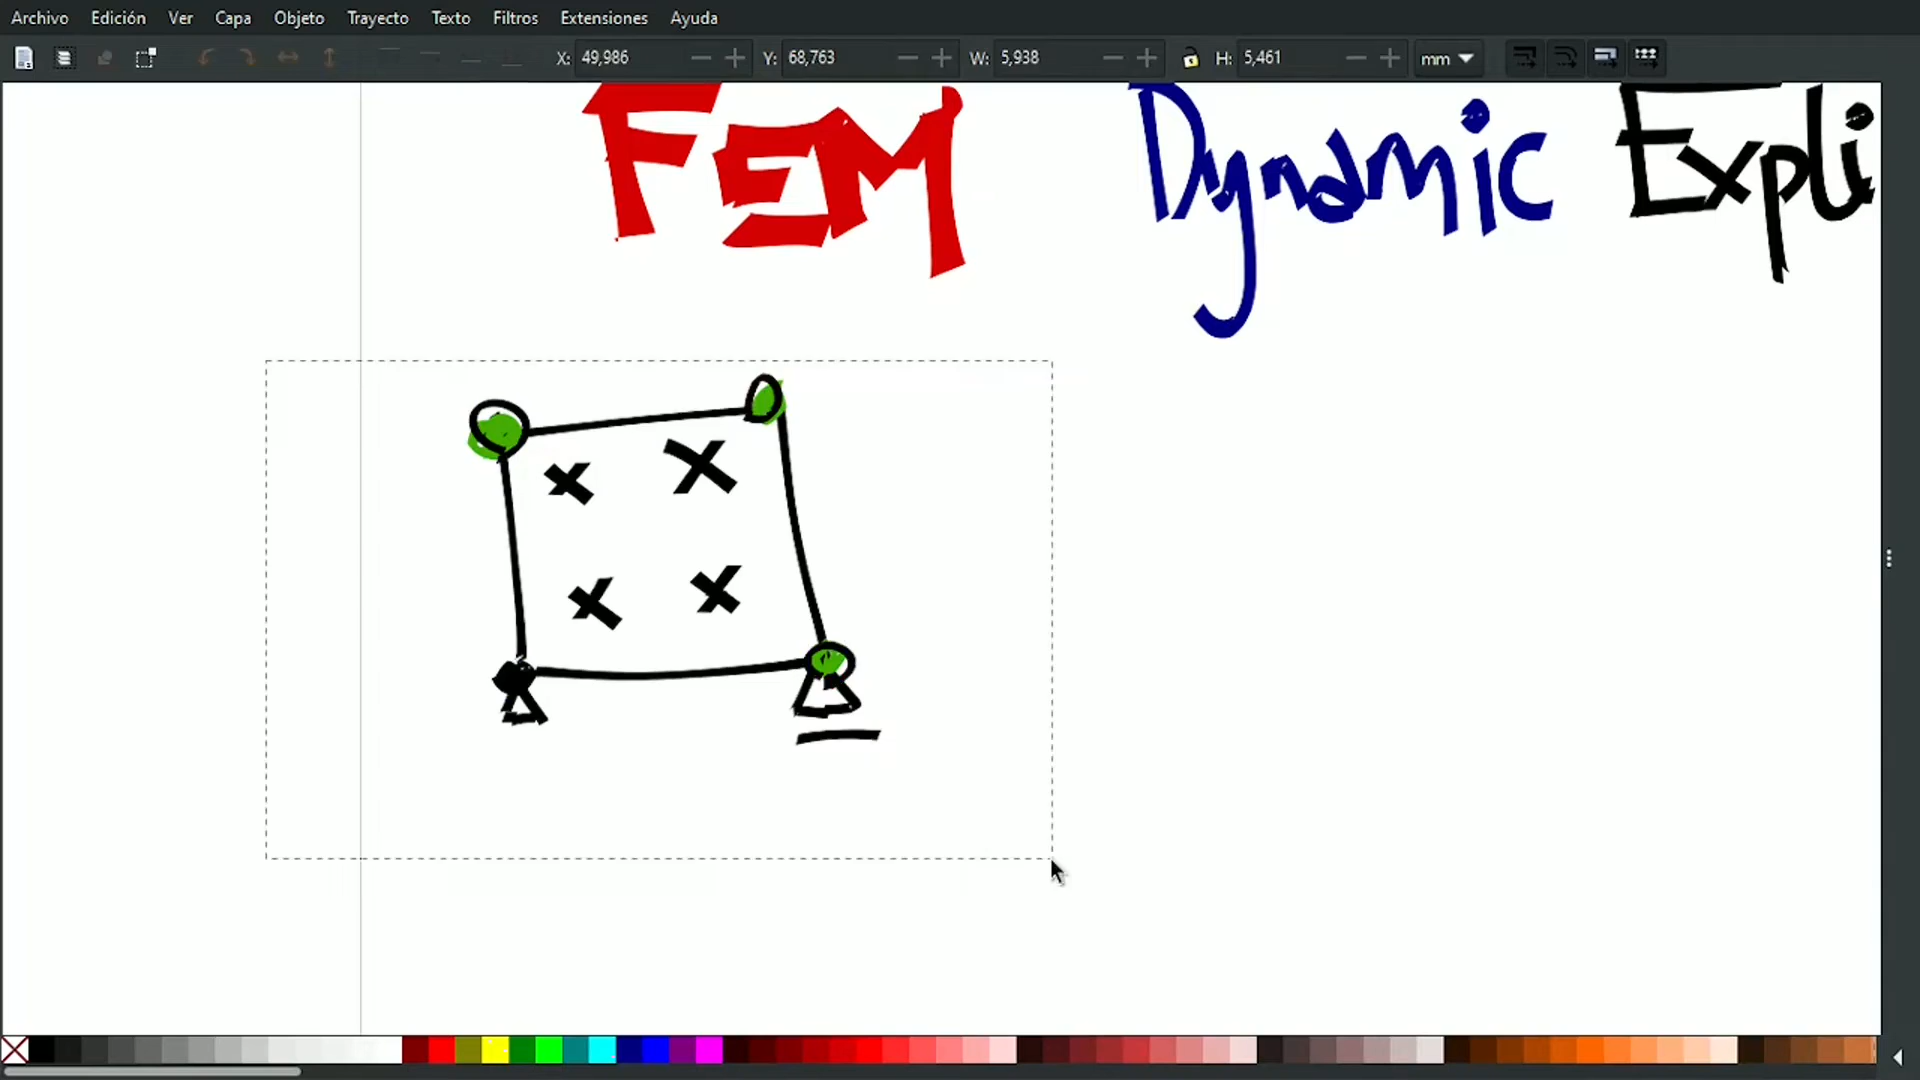 Archivo Edición Ver Capa Objeto Trayecto Texto Filtros Extensiones Ayuda
X: 49,986 Y: 68,763 W: 5,938 H: 5,461 mm
FEM Dynamic Expli